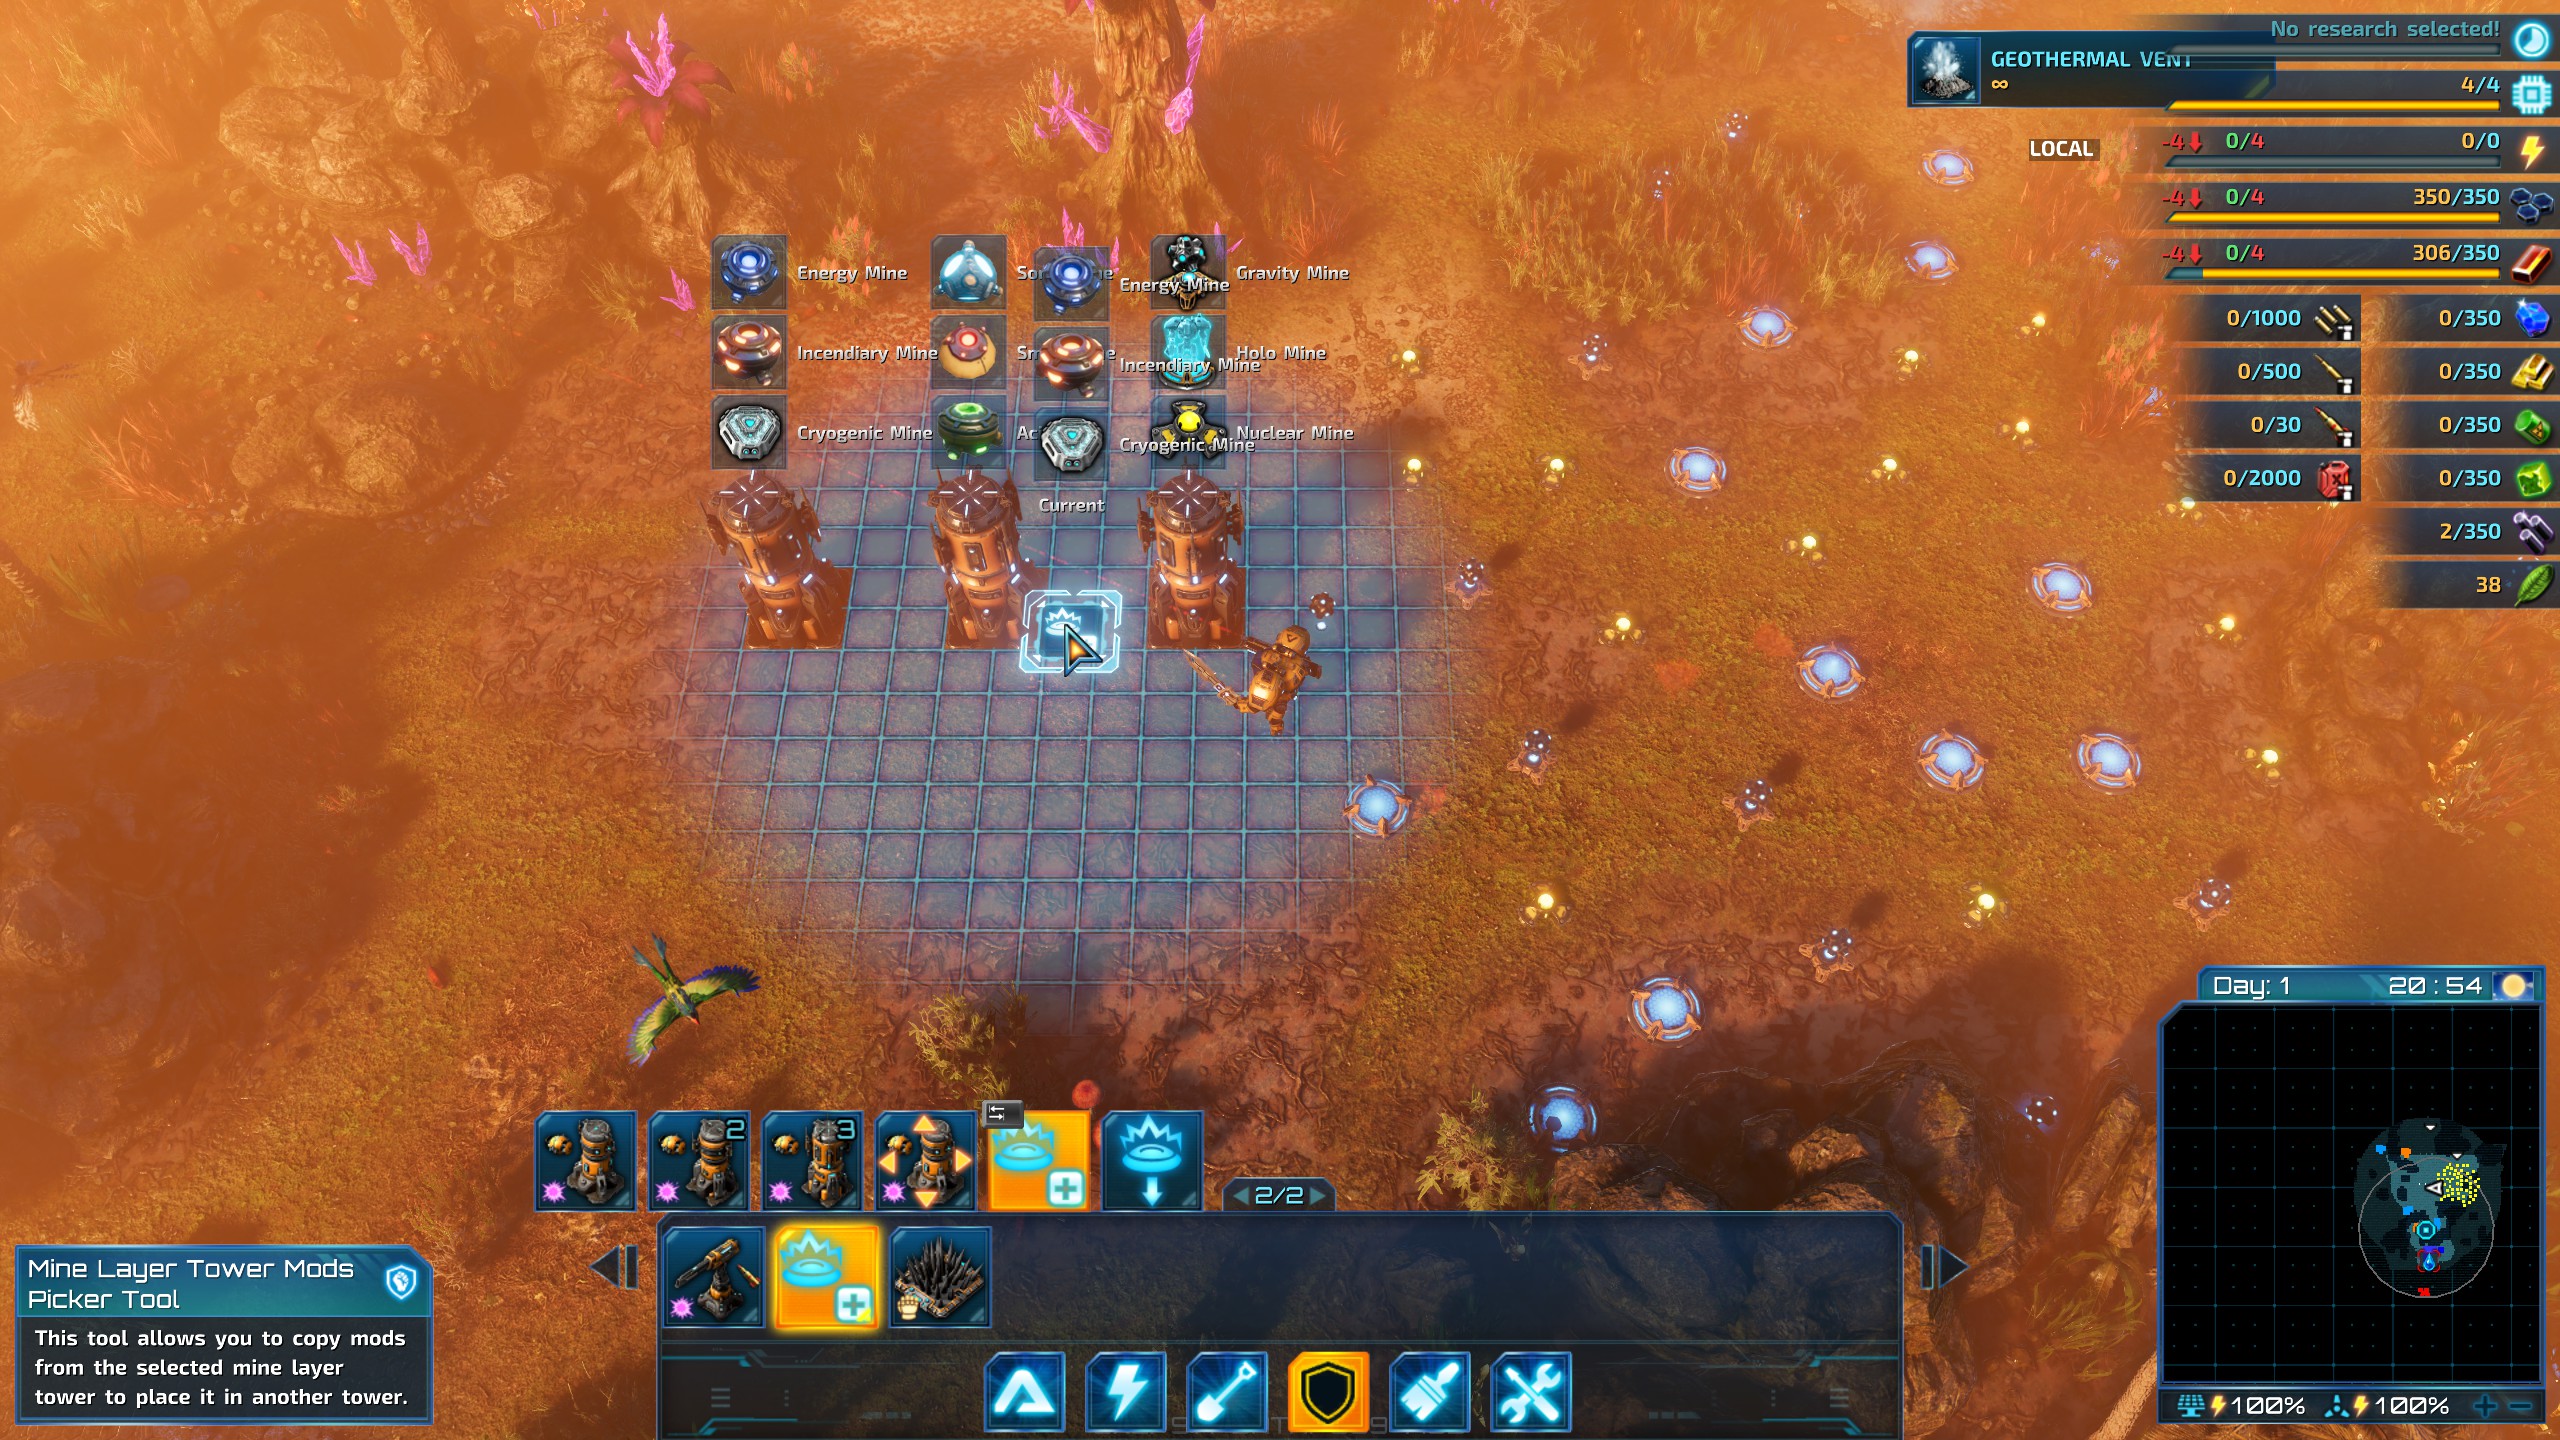 No research selected!
GEOTHERMAL VENT
∞
4/4
LOCAL
-4 0/4 0/0
-4 0/4 350/350
-4 0/4 306/350
0/1000 0/350
0/500 0/350
0/30 0/350
0/2000 0/350
2/350
38
Energy Mine
Energy Mine
Gravity Mine
Incendiary Mine
Incendiary Mine
Holo Mine
Cryogenic Mine
Cryogenic Mine
Nuclear Mine
Current
Day: 1 20:54
2
3
2/2
Mine Layer Tower Mods
Picker Tool
This tool allows you to copy mods
from the selected mine layer
tower to place it in another tower.
100% 100%